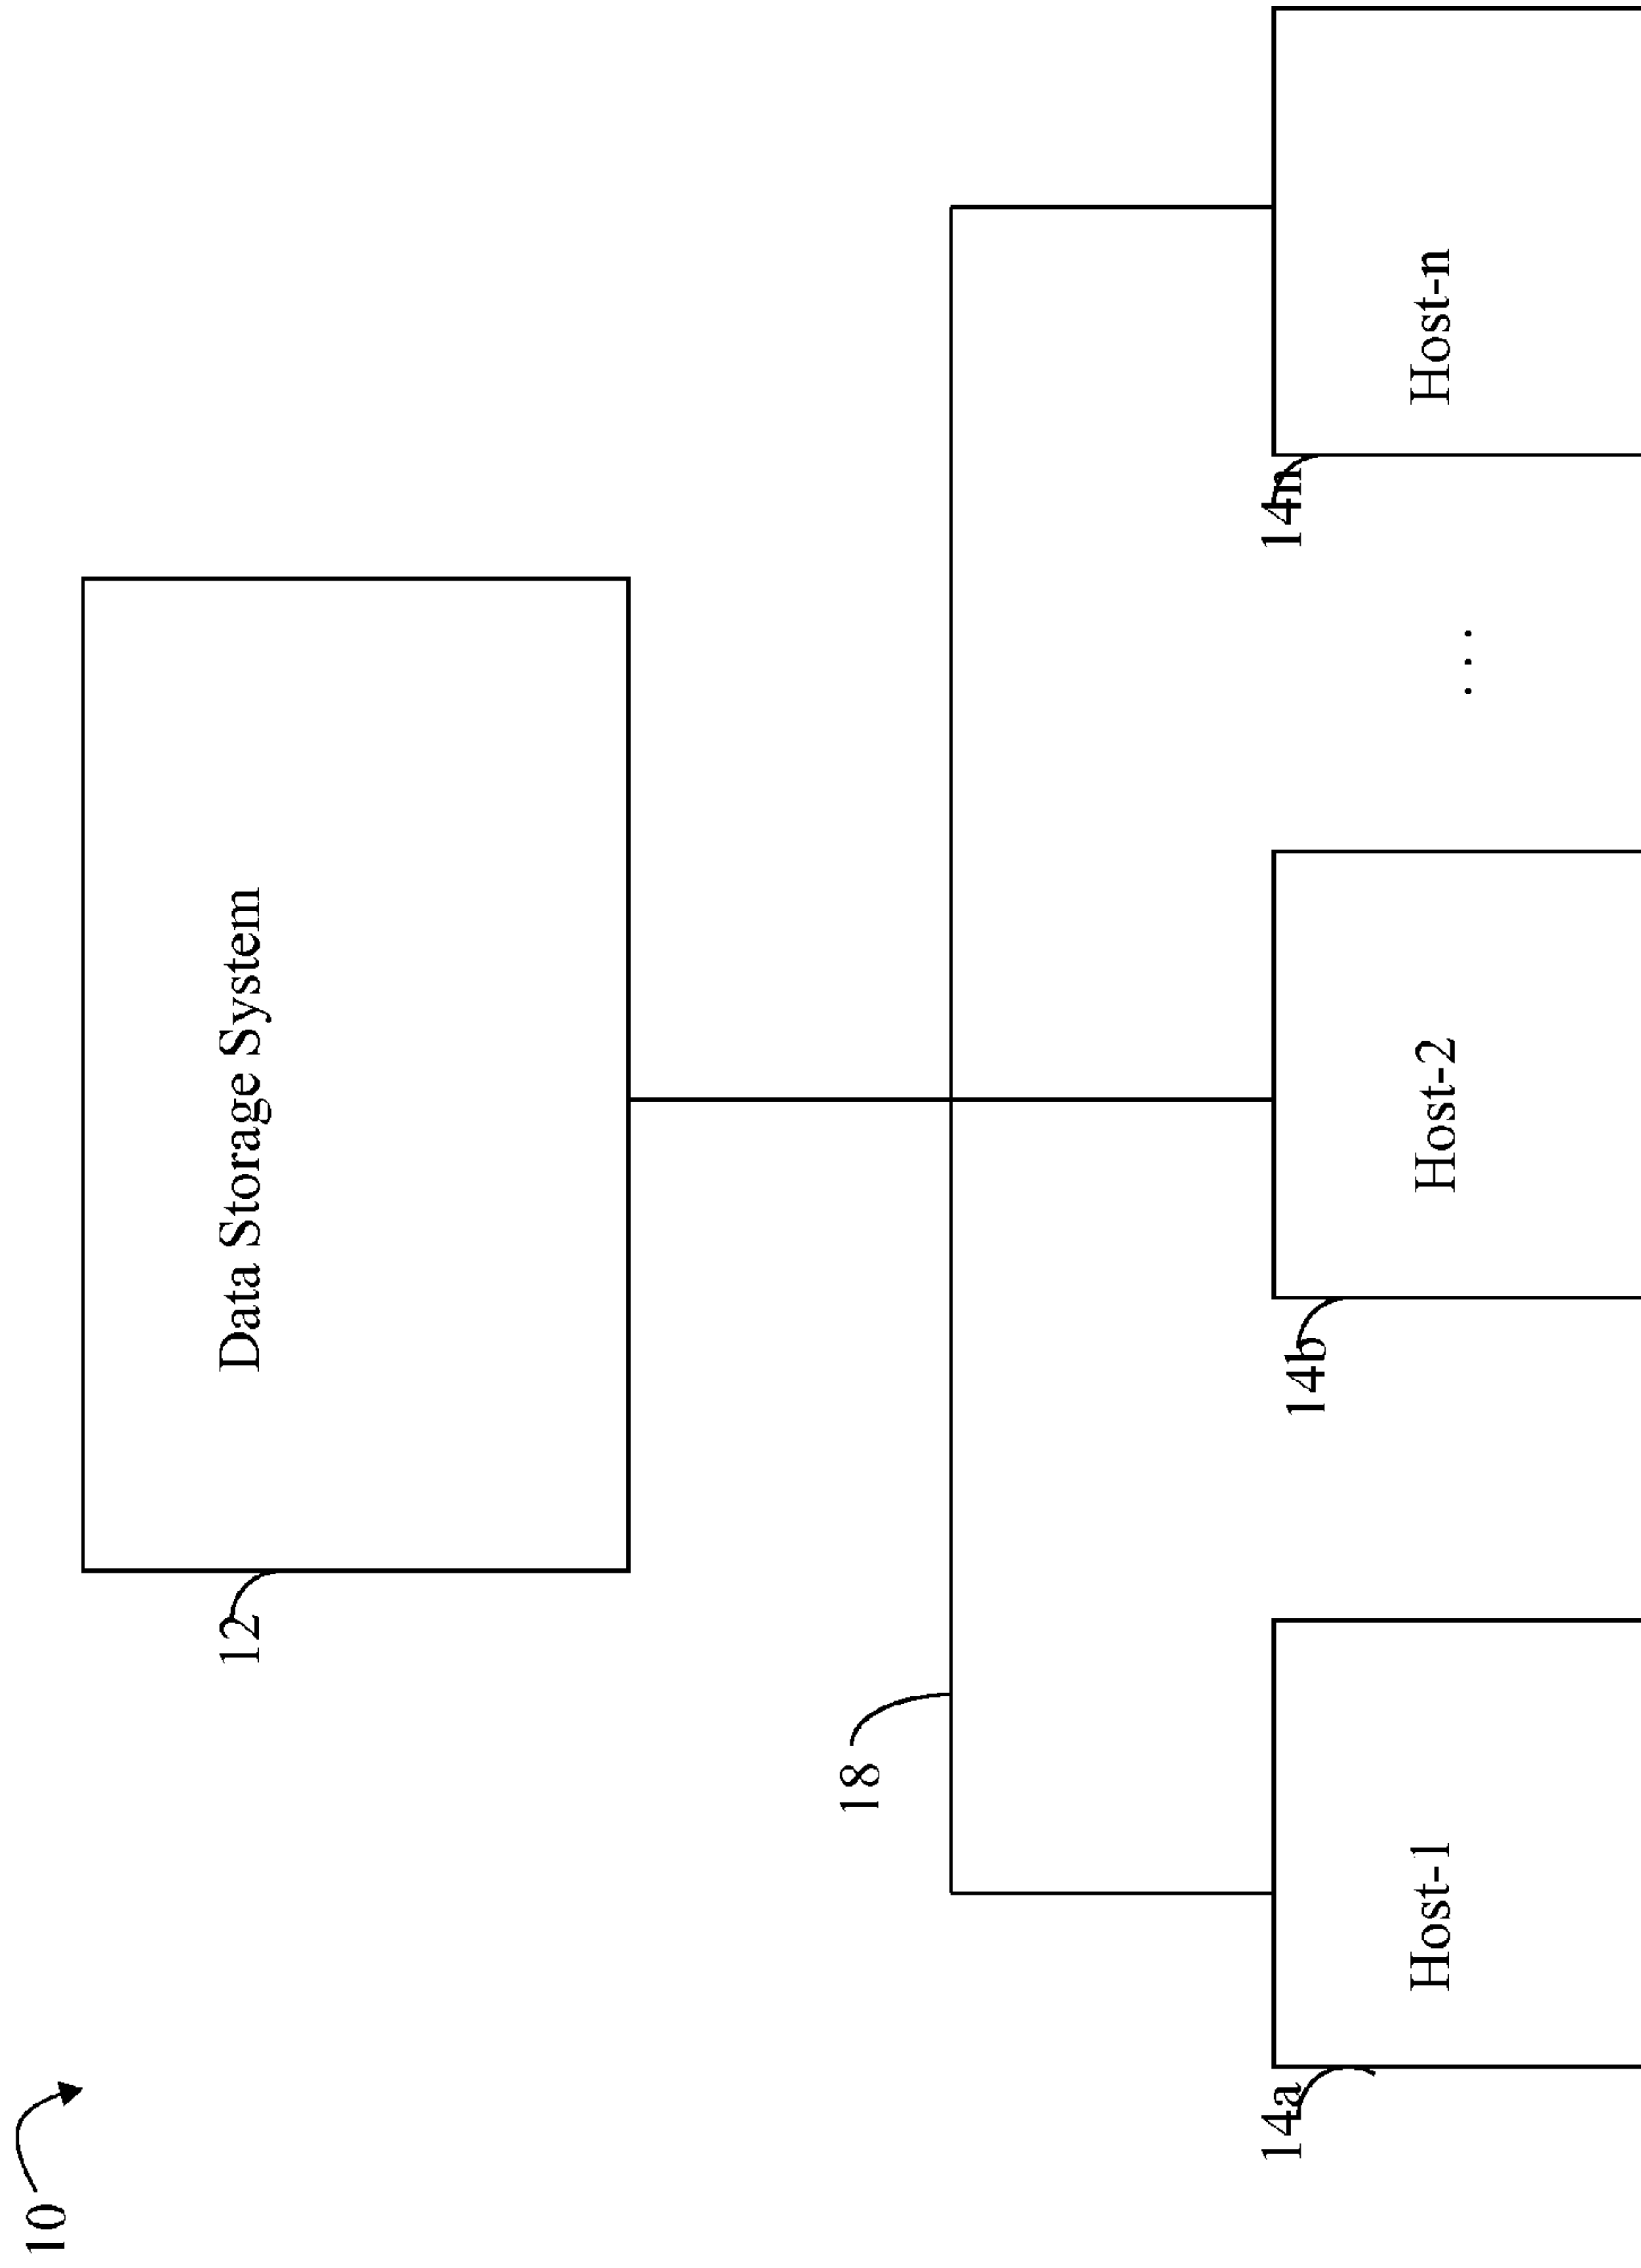 10
12
Data Storage System
18
14a
Host-1
14b
Host-2
. . .
14n
Host-n